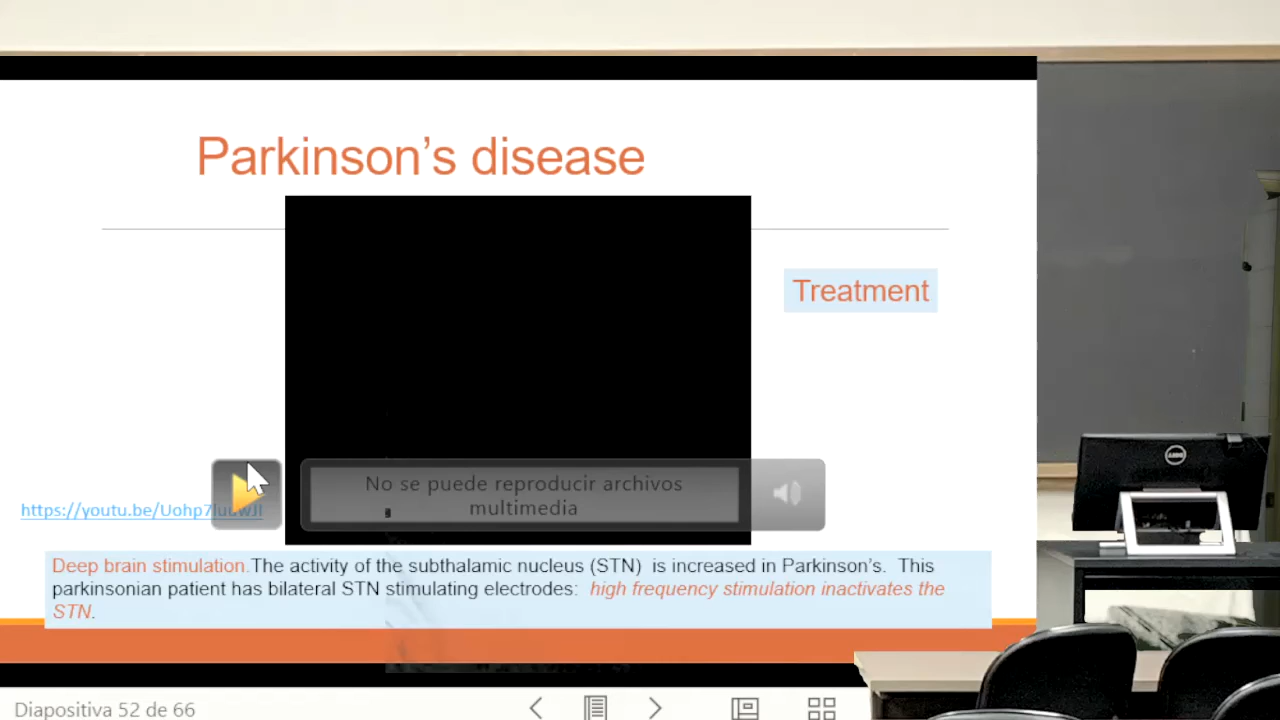 Parkinson's disease
Treatment
No se puede reproducir archivos
multimedia
Deep brain stimulation.The activity of the subthalamic nucleus (STN) is increased in Parkinson's. This
parkinsonian patient has bilateral STN stimulating electrodes: high frequency stimulation inactivates the
STN.
Diapositiva 52 de 66
DELL